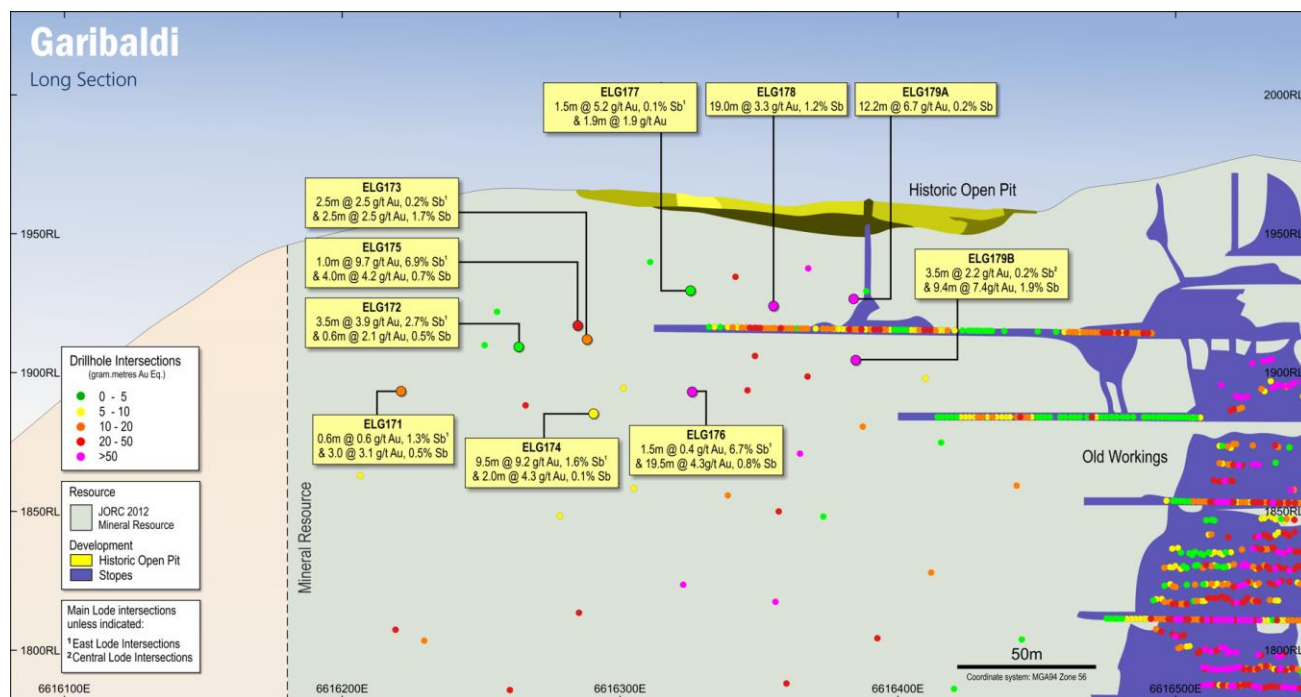 Garibaldi
Long Section
2000RL
2000RL
ELG177
1.5m @ 5.2 g/t Au, 0.1% Sb¹
& 1.9m @ 1.9 g/t Au
ELG178
19.0m @ 3.3 g/t Au, 1.2% Sb
ELG179A
12.2m @ 6.7 g/t Au, 0.2% Sb
ELG173
2.5m @ 2.5 g/t Au, 0.2% Sb¹
& 2.5m @ 2.5 g/t Au, 1.7% Sb
Historic Open Pit
1950RL
1950RL
ELG175
1.0m @ 9.7 g/t Au, 6.9% Sb¹
& 4.0m @ 4.2 g/t Au, 0.7% Sb
ELG179B
3.5m @ 2.2 g/t Au, 0.2% Sb²
& 9.4m @ 7.4g/t Au, 1.9% Sb
ELG172
3.5m @ 3.9 g/t Au, 2.7% Sb¹
& 0.6m @ 2.1 g/t Au, 0.5% Sb
1900RL
1900RL
Drillhole Intersections
(gram.metres Au Eq.)
0 - 5
5 - 10
10 - 20
20 - 50
>50
ELG171
0.6m @ 0.6 g/t Au, 1.3% Sb¹
& 3.0 @ 3.1 g/t Au, 0.5% Sb
ELG174
9.5m @ 9.2 g/t Au, 1.6% Sb¹
& 2.0m @ 4.3 g/t Au, 0.1% Sb
ELG176
1.5m @ 0.4 g/t Au, 6.7% Sb¹
& 19.5m @ 4.3g/t Au, 0.8% Sb
Old Workings
1850RL
1850RL
Resource
JORC 2012
Mineral Resource
Development
Historic Open Pit
Stopes
Mineral Resource
Main Lode intersections
unless indicated:
¹East Lode Intersections
²Central Lode Intersections
1800RL
1800RL
50m
Coordinate system: MGA94 Zone 56
6616100E
6616200E
6616300E
6616400E
6616500E